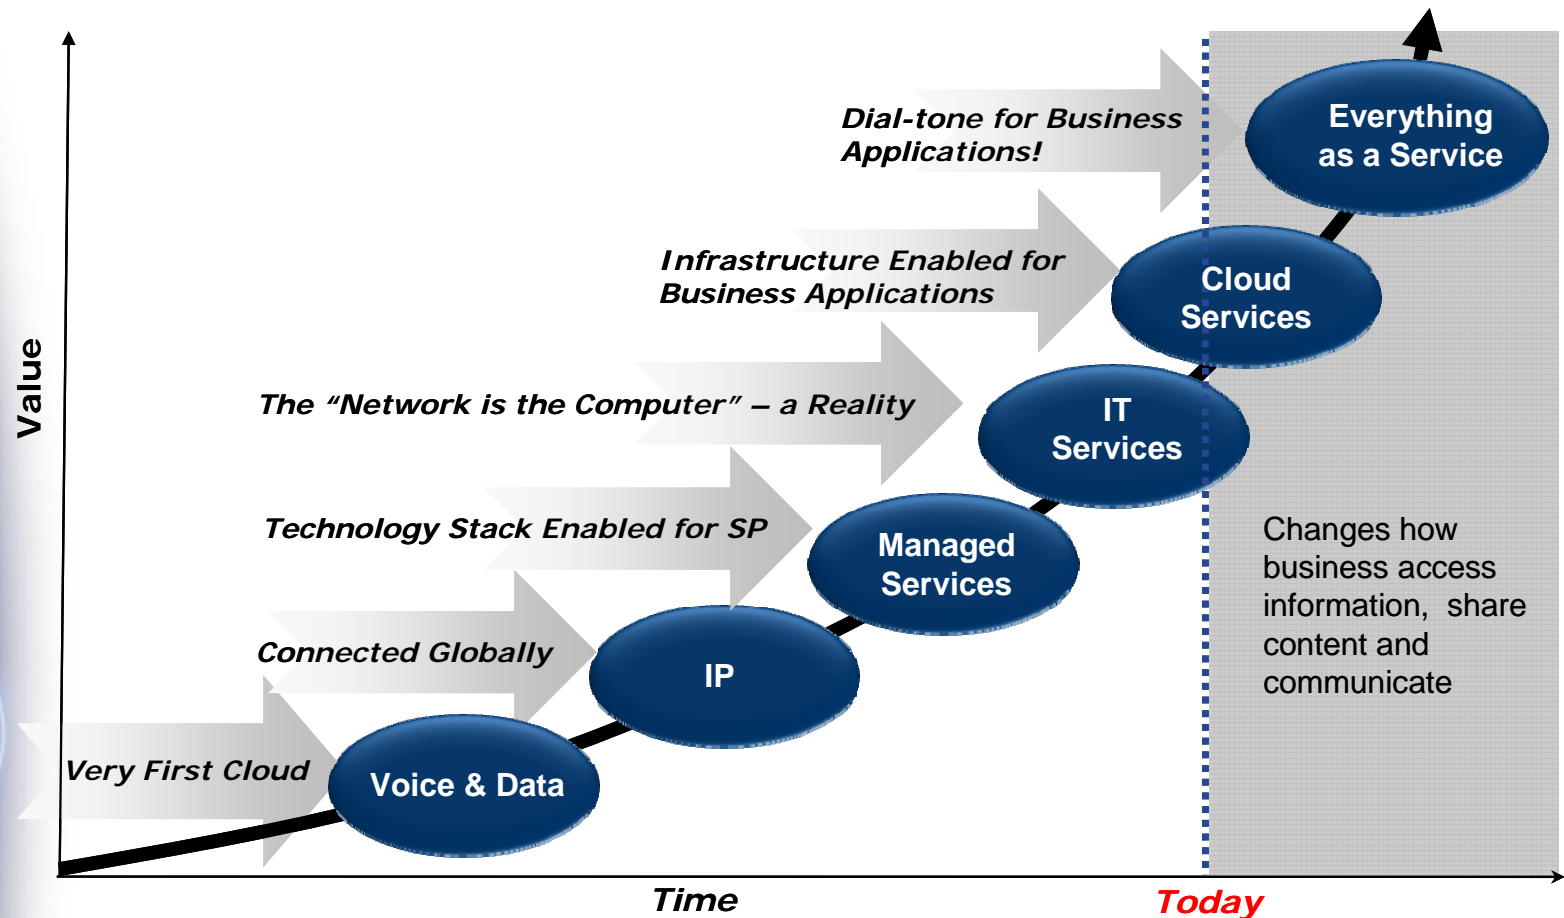 Dial-tone for Business
Applications!
Everything
as a Service
Infrastructure Enabled for
Business Applications
Cloud
Services
Value
The “Network is the Computer” – a Reality
IT
Services
Technology Stack Enabled for SP
Managed
Services
Changes how
business access
information,  share
content and
communicate
Connected Globally
IP
Very First Cloud
Voice & Data
Time
Today